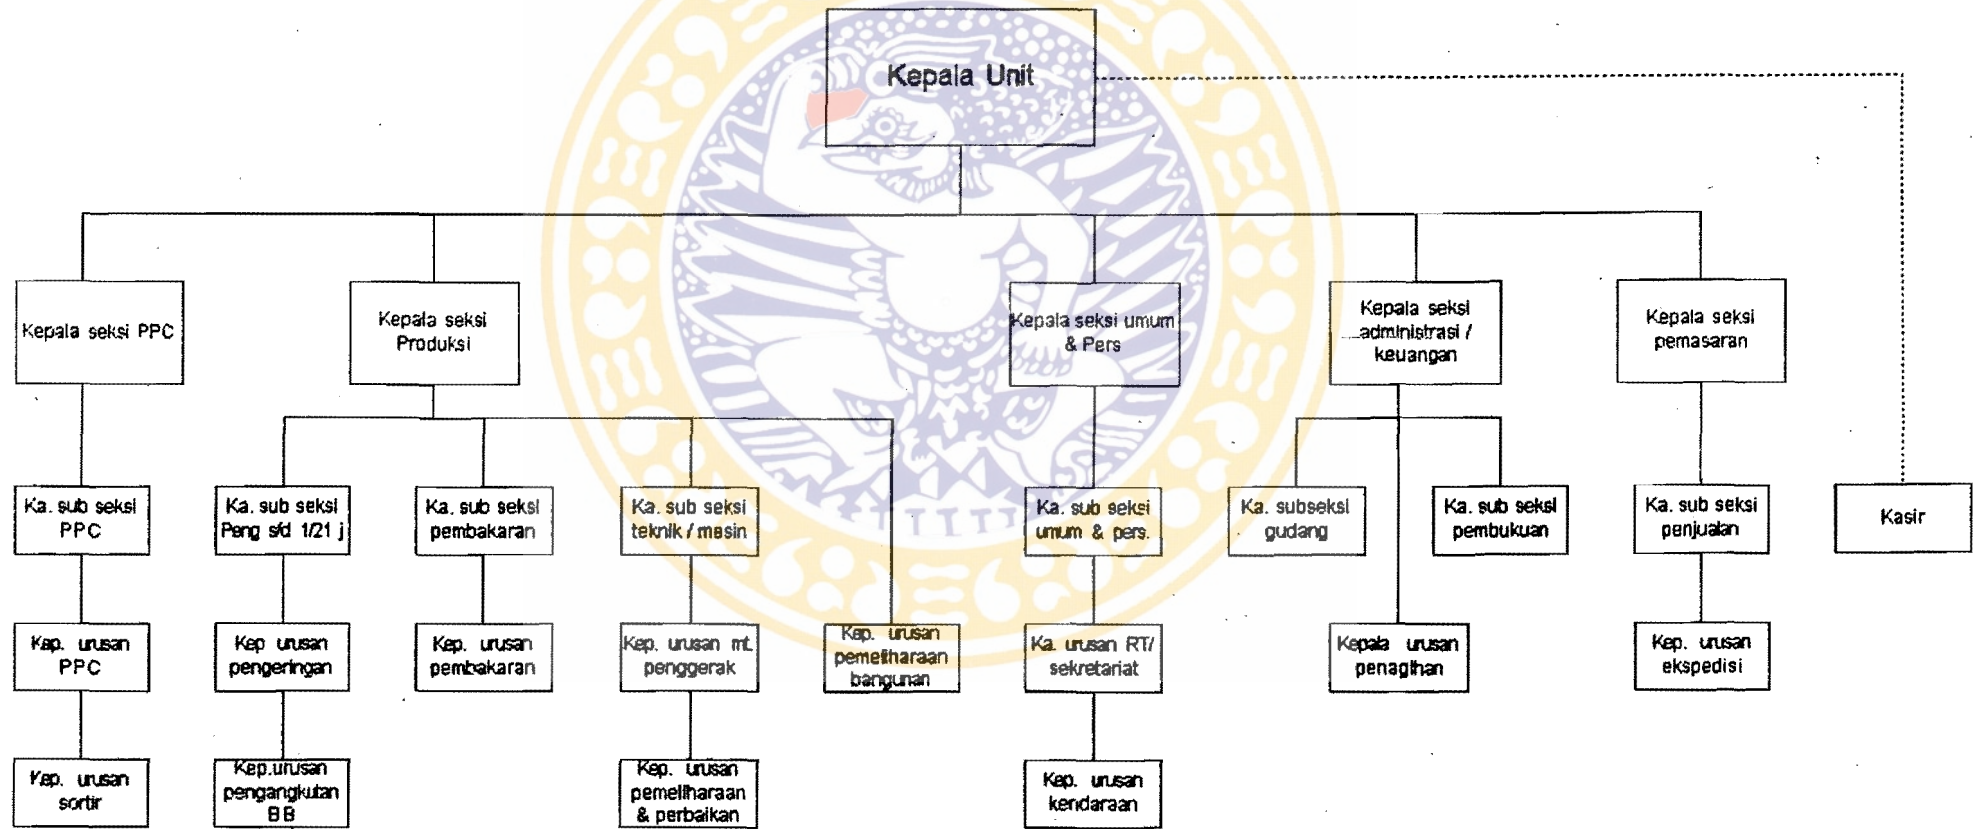 Kepala Unit
Kepala seksi PPC
Kepala seksi
Produksi
Kepala seksi umum
& Pers
Kepala seksi
administrasi /
keuangan
Kepala seksi
pemasaran
Ka. sub seksi
PPC
Ka. sub seksi
Peng s/d 1/21 j
Ka. sub seksi
pembakaran
Ka. sub seksi
teknik / mesin
Ka. sub seksi
umum & pers.
Ka. subseksi
gudang
Ka. sub seksi
pembukuan
Ka. sub seksi
penjualan
Kasir
Kep. urusan
PPC
Kep urusan
pengeringan
Kep. urusan
pembakaran
Kep. urusan mt.
penggerak
Kep. urusan
pemeliharaan
bangunan
Ka. urusan RT/
sekretariat
Kepala urusan
penagihan
Kep. urusan
ekspedisi
Kep. urusan
sortir
Kep.urusan
pengangkutan
BB
Kep. urusan
pemeliharaan
& perbaikan
Kep. urusan
kendaraan